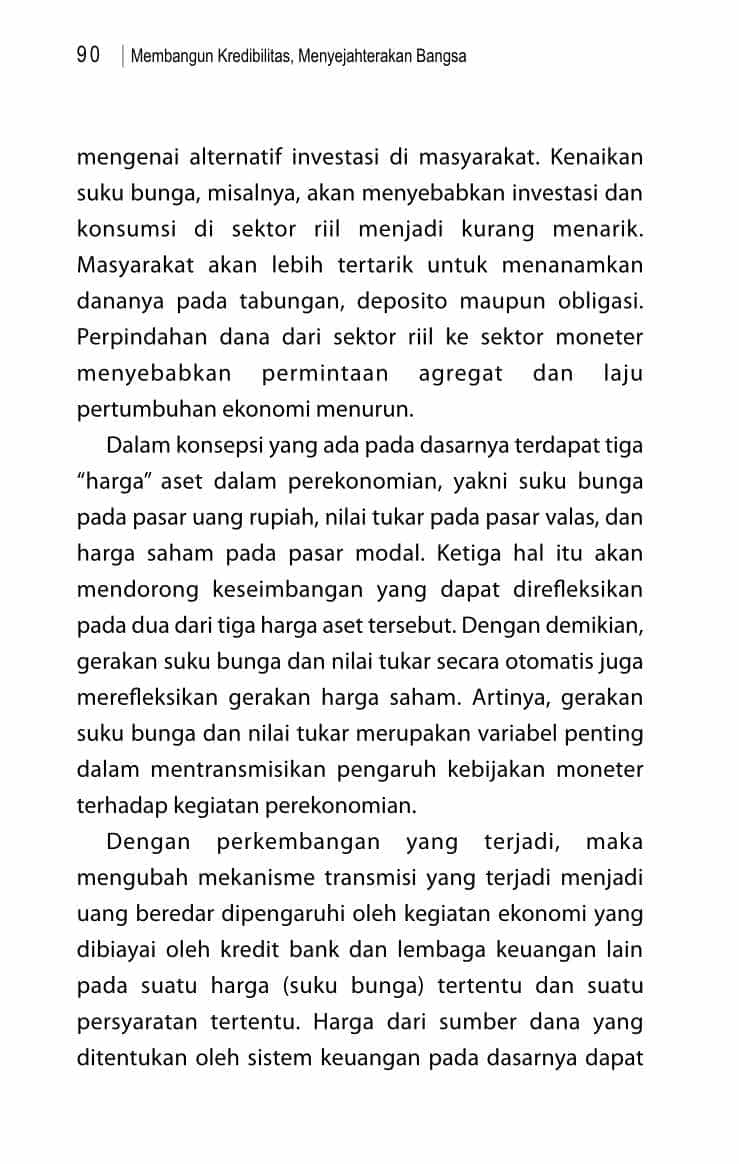 90 | Membangun Kredibilitas, Menyejahterakan Bangsa
mengenai alternatif investasi di masyarakat. Kenaikan
suku bunga, misalnya, akan menyebabkan investasi dan
konsumsi di sektor riil menjadi kurang menarik.
Masyarakat akan lebih tertarik untuk menanamkan
dananya pada tabungan, deposito maupun obligasi.
Perpindahan dana dari sektor riil ke sektor moneter
menyebabkan permintaan agregat dan laju
pertumbuhan ekonomi menurun.
Dalam konsepsi yang ada pada dasarnya terdapat tiga
“harga” aset dalam perekonomian, yakni suku bunga
pada pasar uang rupiah, nilai tukar pada pasar valas, dan
harga saham pada pasar modal. Ketiga hal itu akan
mendorong keseimbangan yang dapat direfleksikan
pada dua dari tiga harga aset tersebut. Dengan demikian,
gerakan suku bunga dan nilai tukar secara otomatis juga
merefleksikan gerakan harga saham. Artinya, gerakan
suku bunga dan nilai tukar merupakan variabel penting
dalam mentransmisikan pengaruh kebijakan moneter
terhadap kegiatan perekonomian.
Dengan perkembangan yang terjadi, maka
mengubah mekanisme transmisi yang terjadi menjadi
uang beredar dipengaruhi oleh kegiatan ekonomi yang
dibiayai oleh kredit bank dan lembaga keuangan lain
pada suatu harga (suku bunga) tertentu dan suatu
persyaratan tertentu. Harga dari sumber dana yang
ditentukan oleh sistem keuangan pada dasarnya dapat